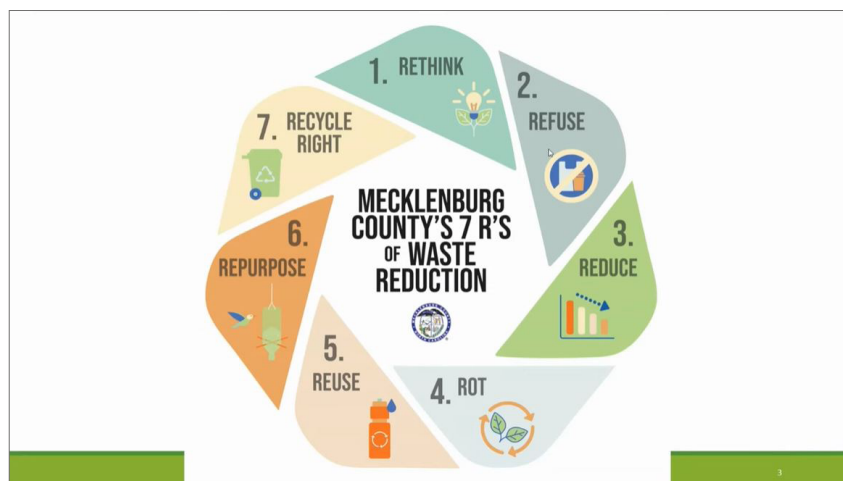 1. RETHINK
2.
REFUSE
3.
REDUCE
4. ROT
5.
REUSE
6.
REPURPOSE
7. RECYCLE
RIGHT
MECKLENBURG
COUNTY'S 7 R'S
OF WASTE
REDUCTION
3